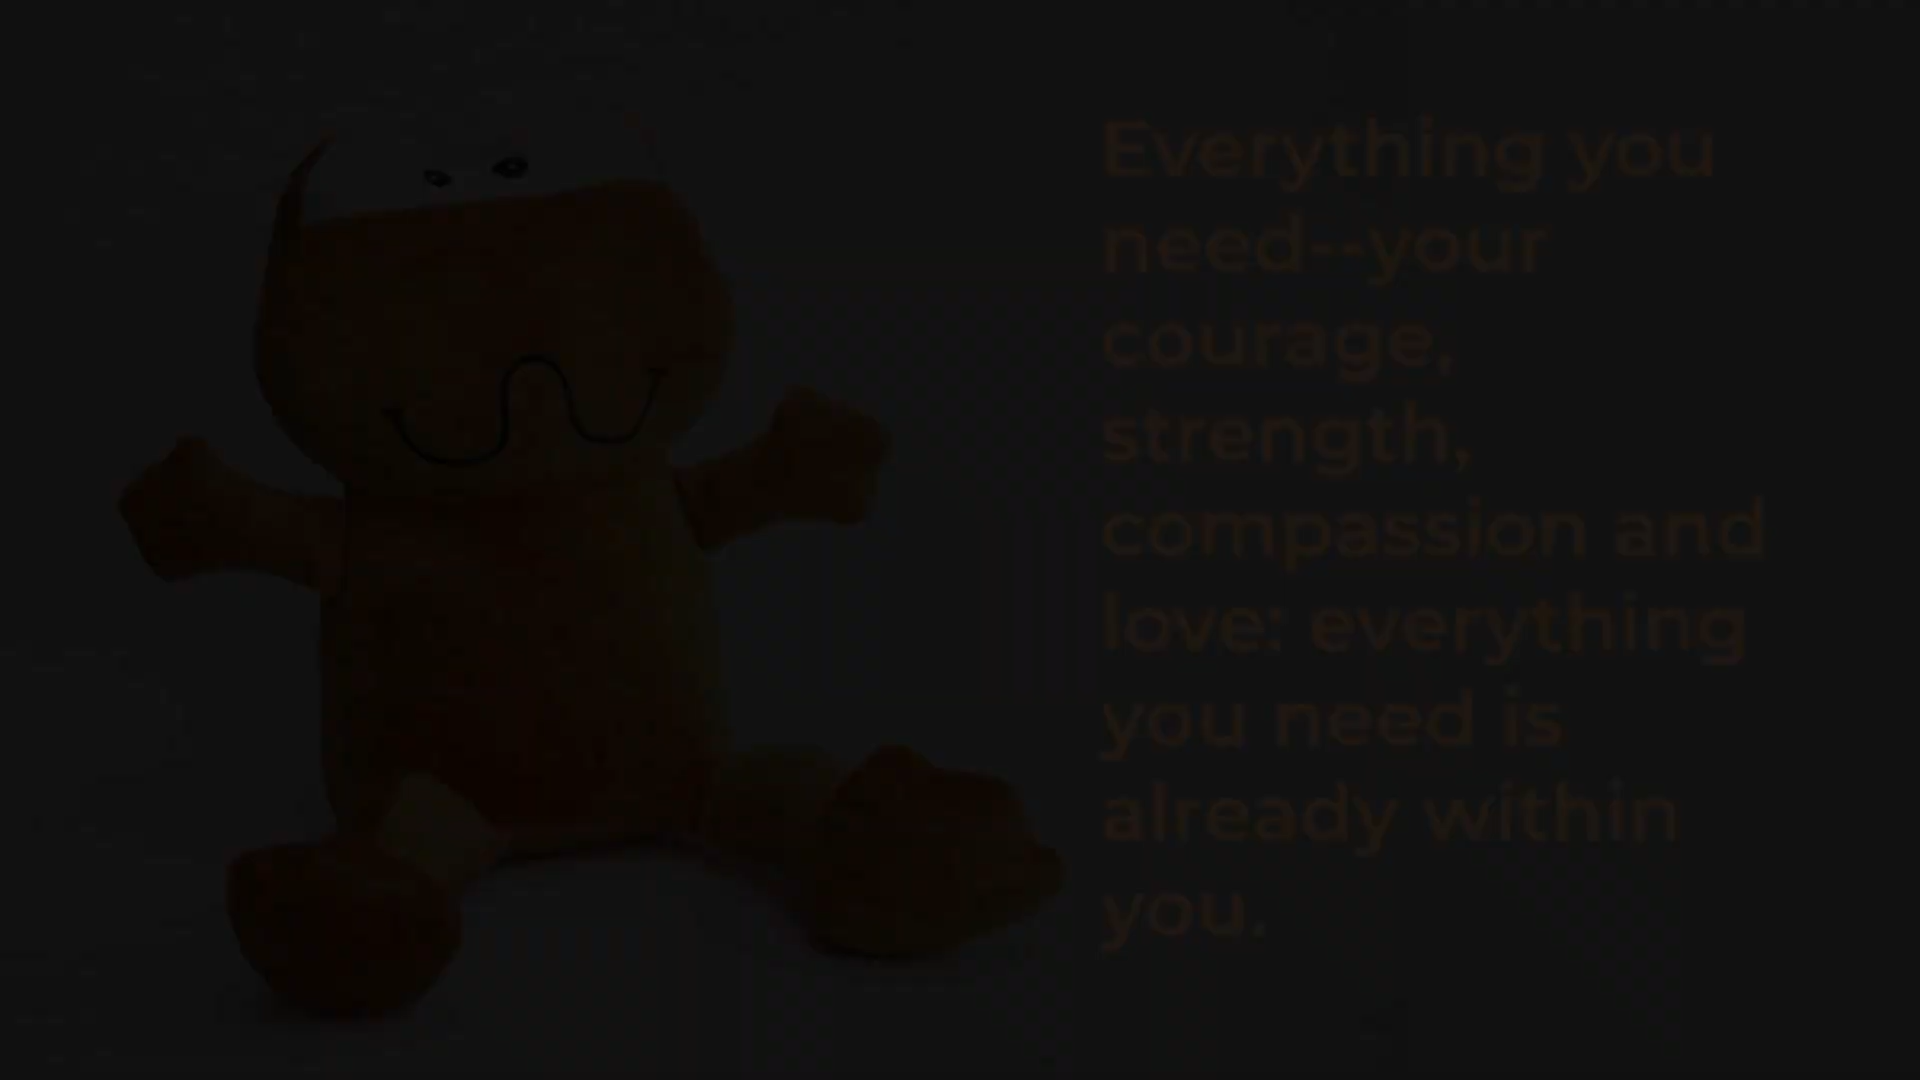 Everything you
need--your
courage,
strength,
compassion and
love: everything
you need is
already within
you.